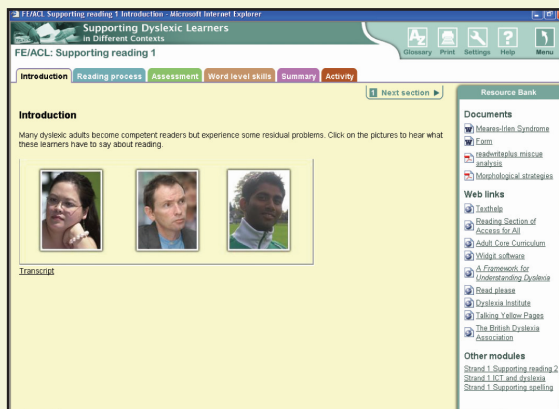 FE/ACL Supporting reading 1 Introduction - Microsoft Internet Explorer
Supporting Dyslexic Learners
in Different Contexts
FE/ACL: Supporting reading 1
Glossary Print Settings Help Menu
Introduction Reading process Assessment Word level skills Summary Activity
1 Next section
Introduction
Many dyslexic adults become competent readers but experience some residual problems. Click on the pictures to hear what
these learners have to say about reading.
Transcript
Resource Bank
Documents
Meares-Irlen Syndrome
Form
readwriteplus miscue
analysis
Morphological strategies
Web links
Texthelp
Reading Section of
Access for All
Adult Core Curriculum
Widgit software
A Framework for
Understanding Dyslexia
Read please
Dyslexia Institute
Talking Yellow Pages
The British Dyslexia
Association
Other modules
Strand 1 Supporting reading 2
Strand 1 ICT and dyslexia
Strand 1 Supporting spelling